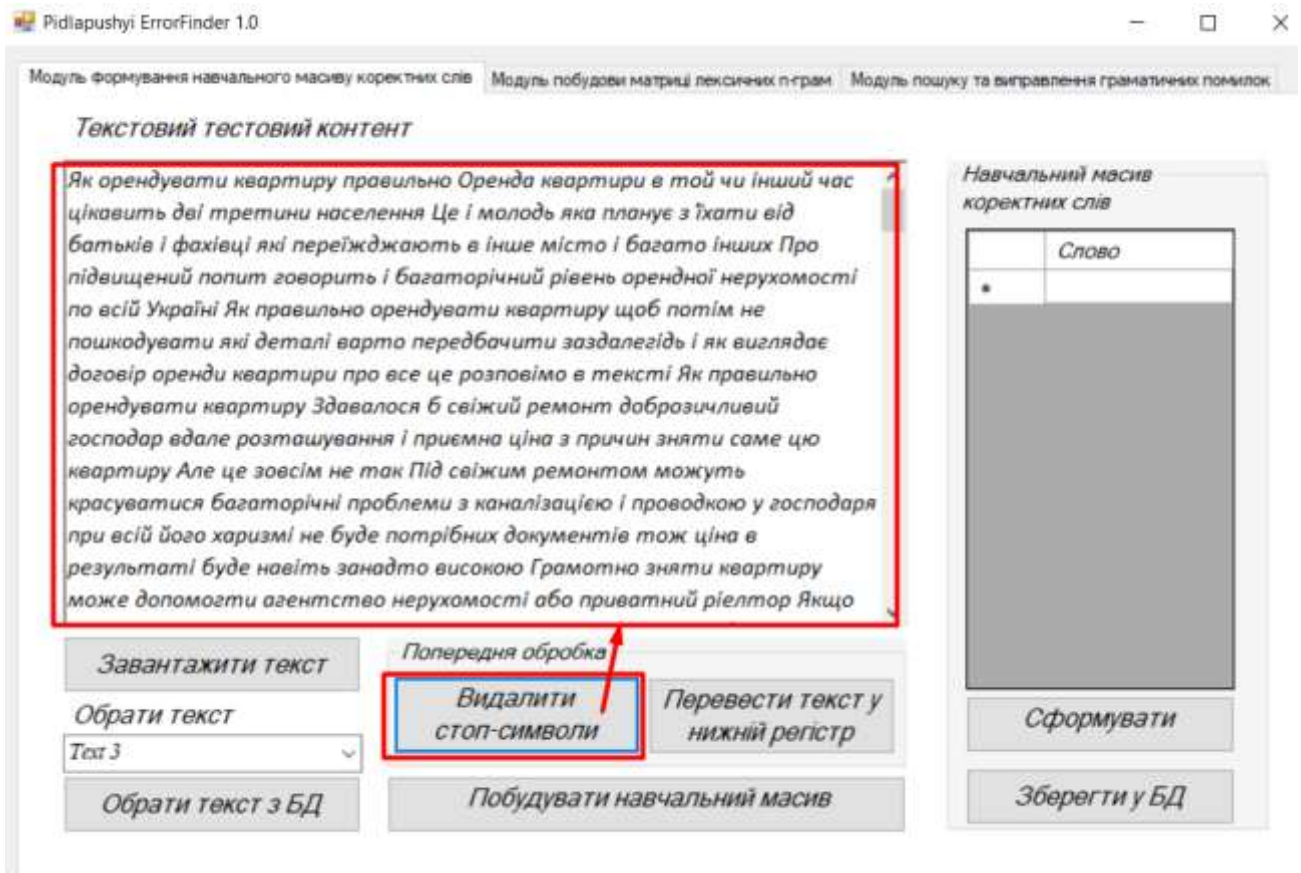 Pidlapushyi ErrorFinder 1.0
Модуль формування навчального масиву коректних слів
Модуль побудови матриці лексичних n-грам
Модуль пошуку та виправлення граматичних помилок
Текстовий тестовий контент
Як орендувати квартиру правильно Оренда квартири в той чи інший час
цікавить дві третини населення Це і молодь яка планує з їхати від
батьків і фахівці які переїжджають в інше місто і багато інших Про
підвищений попит говорить і багаторічний рівень орендної нерухомості
по всій Україні Як правильно орендувати квартиру щоб потім не
пошкодувати які деталі варто передбачити заздалегідь і як виглядає
договір оренди квартири про все це розповімо в тексті Як правильно
орендувати квартиру Здавалося б свіжий ремонт доброзичливий
господар вдале розташування і приємна ціна з причин зняти саме цю
квартиру Але це зовсім не так Під свіжим ремонтом можуть
красуватися багаторічні проблеми з каналізацією і проводкою у господаря
при всій його харизмі не буде потрібних документів тож ціна в
результаті буде навіть занадто високою Грамотно зняти квартиру
може допомогти агентство нерухомості або приватний ріелтор Якщо
Навчальний масив
коректних слів
Слово
Завантажити текст
Обрати текст
Text 3
Обрати текст з БД
Попередня обробка
Видалити
стоп-символи
Перевести текст у
нижній регістр
Побудувати навчальний масив
Сформувати
Зберегти у БД